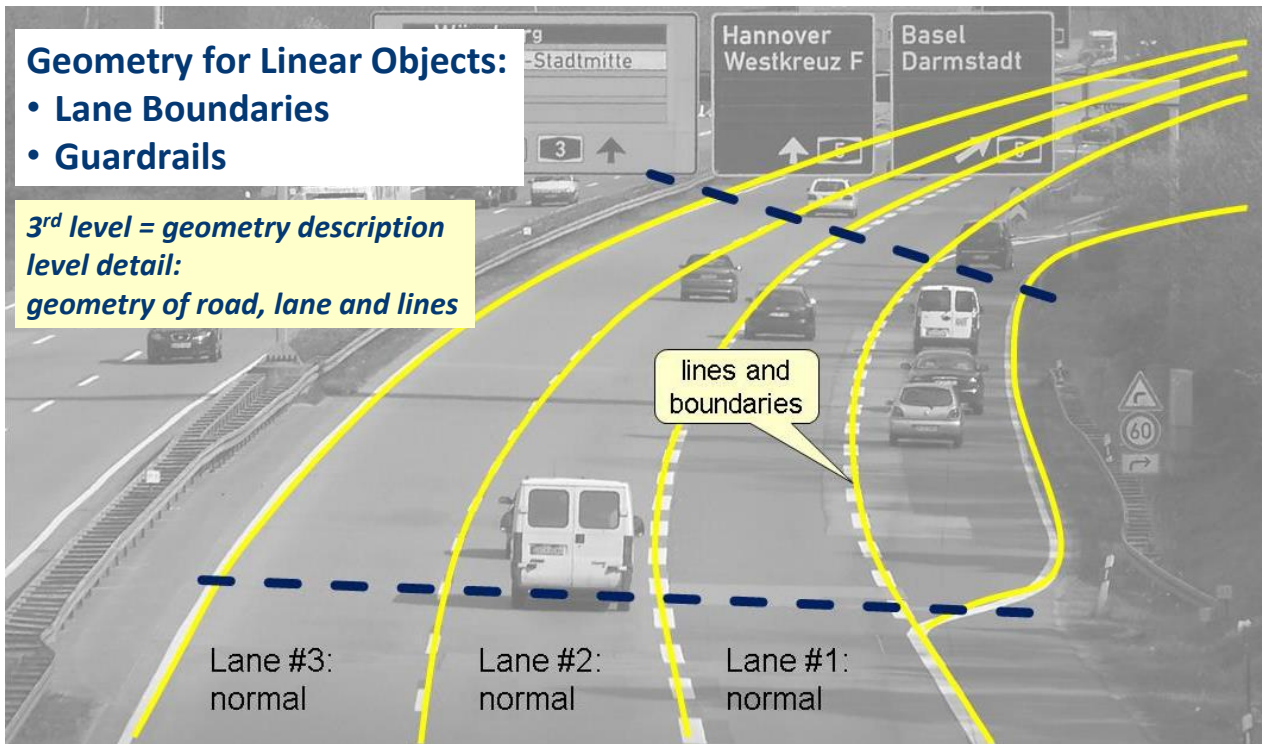 Geometry for Linear Objects:
• Lane Boundaries
• Guardrails
3rd level = geometry description
level detail:
geometry of road, lane and lines
-Stadtmitte
3
Hannover
Westkreuz F
5
Basel
Darmstadt
5
lines and
boundaries
60
Lane #3:
normal
Lane #2:
normal
Lane #1:
normal